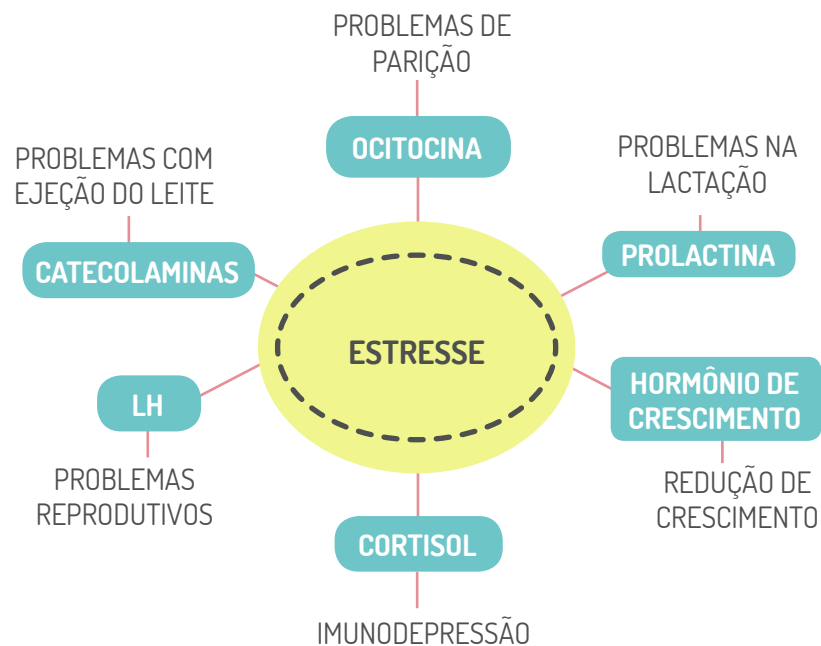 PROBLEMAS DE
PARIÇÃO
OCITOCINA
PROBLEMAS COM
EJEÇÃO DO LEITE
PROBLEMAS NA
LACTAÇÃO
CATECOLAMINAS
PROLACTINA
ESTRESSE
LH
HORMÔNIO DE
CRESCIMENTO
PROBLEMAS
REPRODUTIVOS
REDUÇÃO DE
CRESCIMENTO
CORTISOL
IMUNODEPRESSÃO